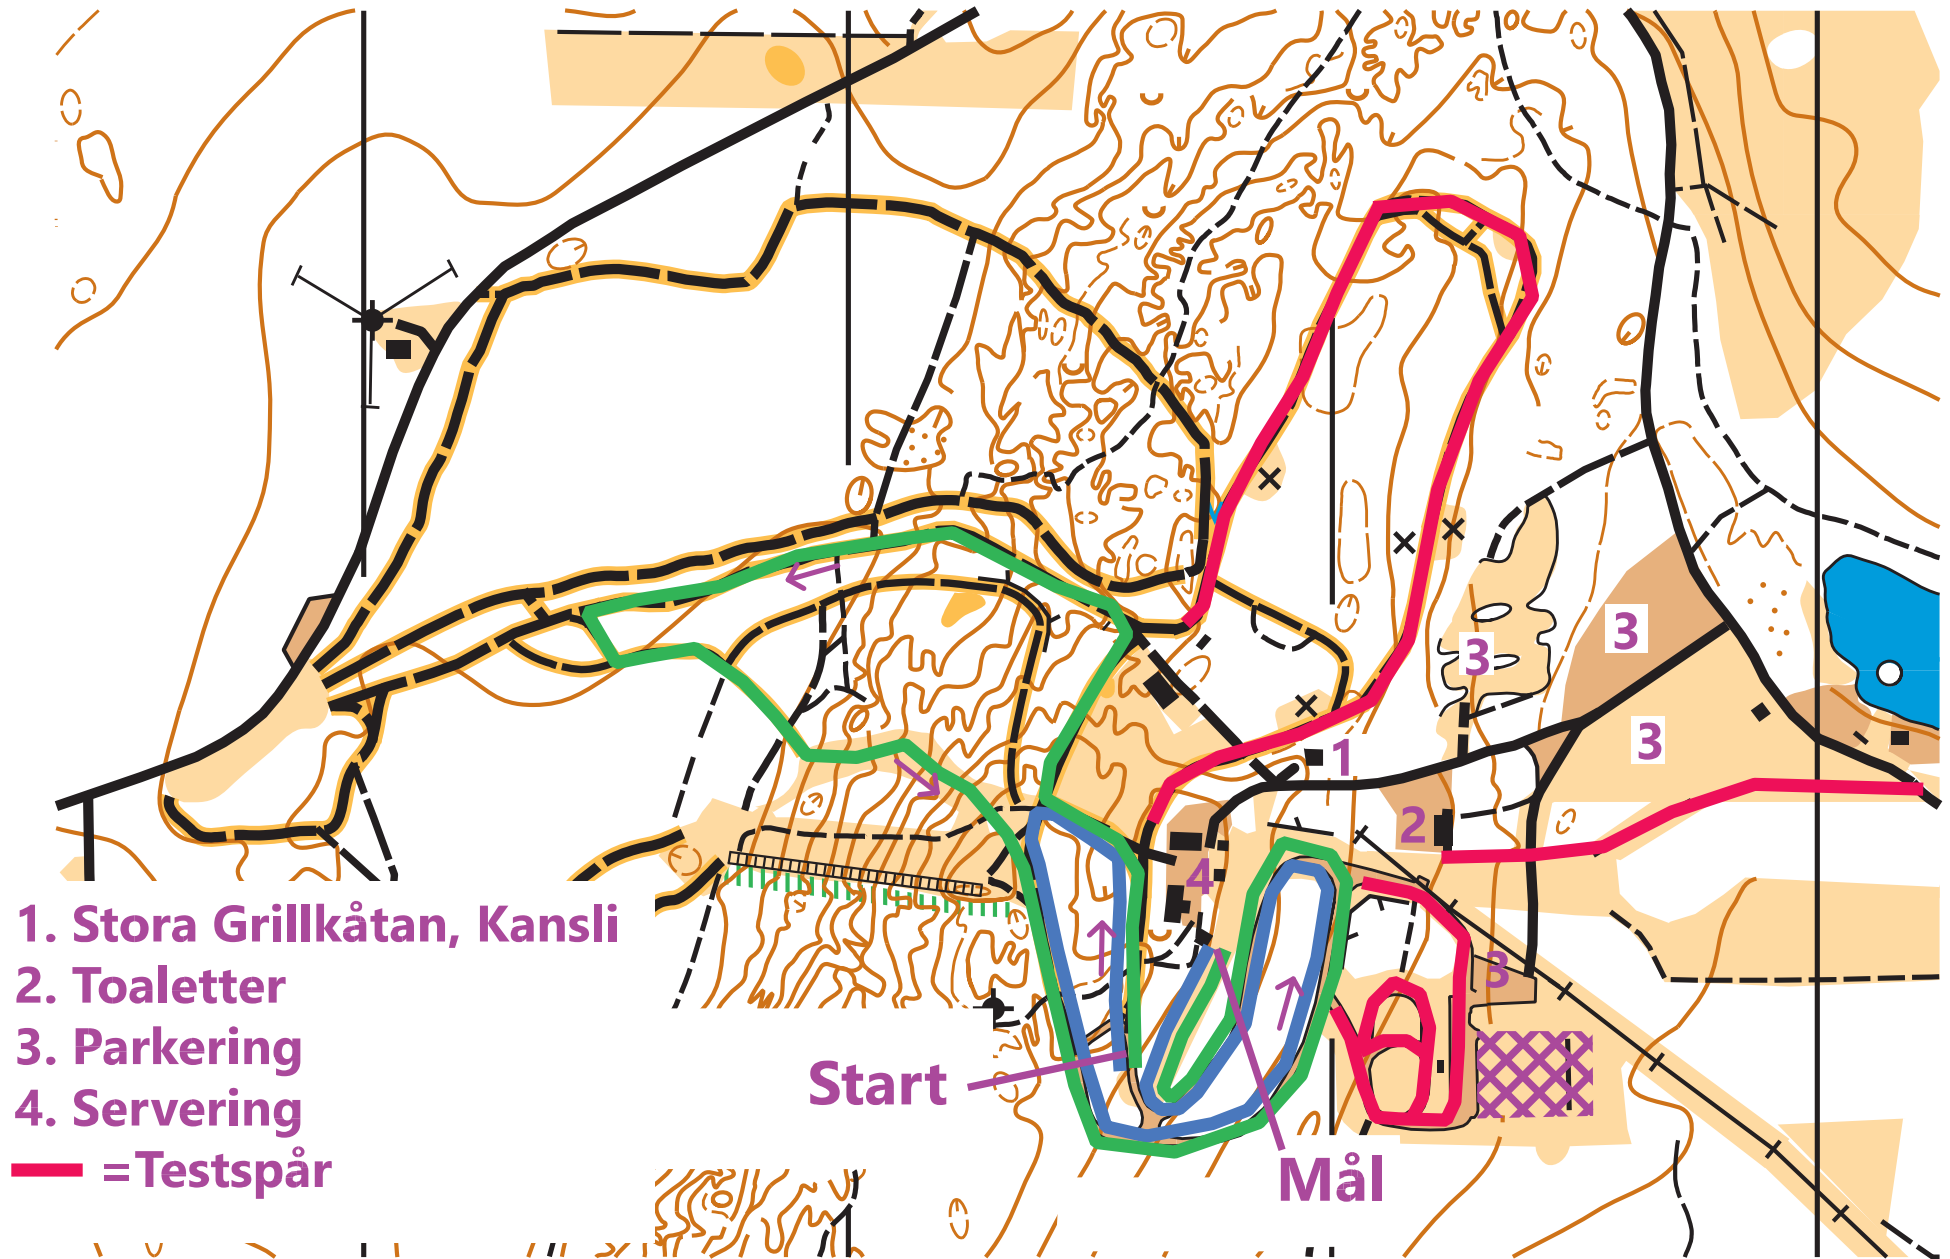 3
3
3
1
2
4
3
1. Stora Grillkåtan, Kansli
2. Toaletter
3. Parkering
4. Servering
=Testspår
Start
Mål